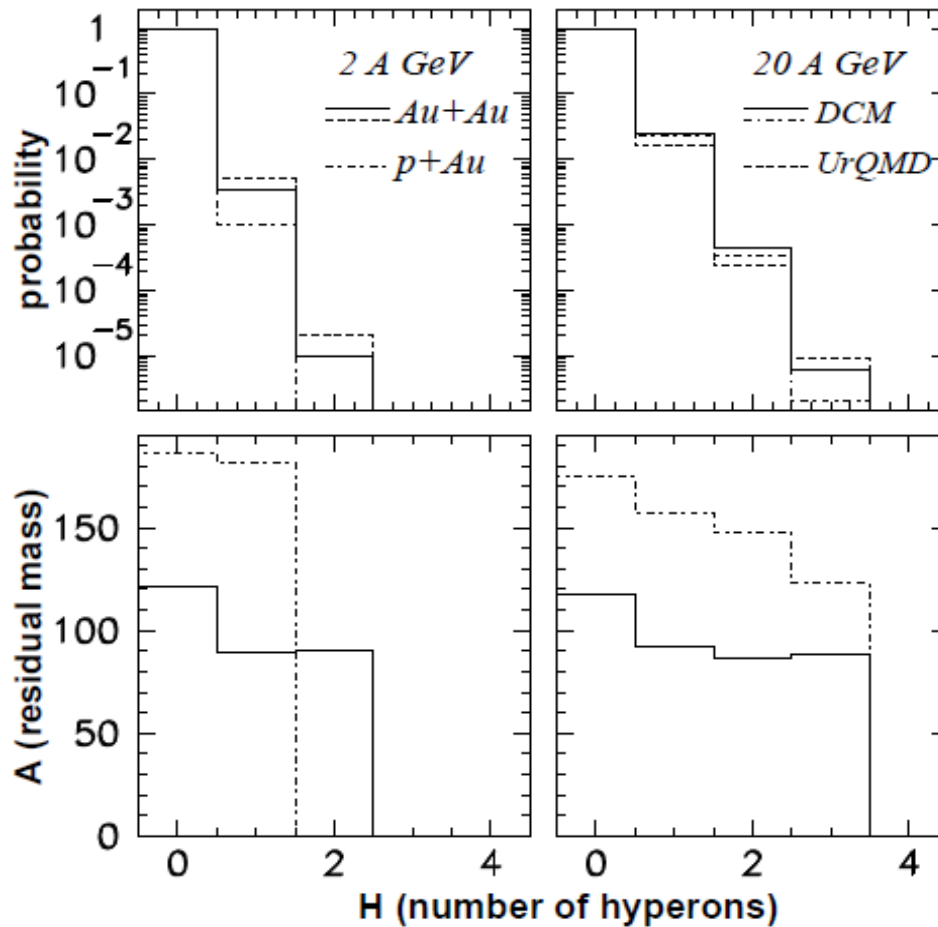 1
10⁻¹
10⁻²
10⁻³
10⁻⁴
10⁻⁵
probability
2 A GeV
Au+Au
p+Au
20 A GeV
DCM
UrQMD
150
100
50
0
A (residual mass)
0 2 4
0 2 4
H (number of hyperons)